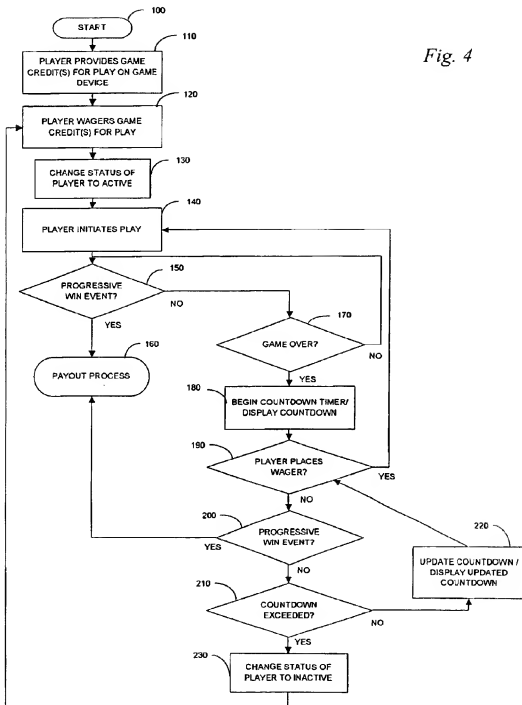 Fig. 4
100
START
110
PLAYER PROVIDES GAME
CREDIT(S) FOR PLAY ON GAME
DEVICE
120
PLAYER WAGERS GAME
CREDIT(S) FOR PLAY
130
CHANGE STATUS OF
PLAYER TO ACTIVE
140
PLAYER INITIATES PLAY
150
PROGRESSIVE
WIN EVENT?
NO
YES
160
PAYOUT PROCESS
170
GAME OVER?
NO
YES
180
BEGIN COUNTDOWN TIMER/
DISPLAY COUNTDOWN
190
PLAYER PLACES
WAGER?
YES
NO
200
PROGRESSIVE
WIN EVENT?
YES
NO
210
COUNTDOWN
EXCEEDED?
NO
YES
220
UPDATE COUNTDOWN /
DISPLAY UPDATED
COUNTDOWN
230
CHANGE STATUS OF
PLAYER TO INACTIVE